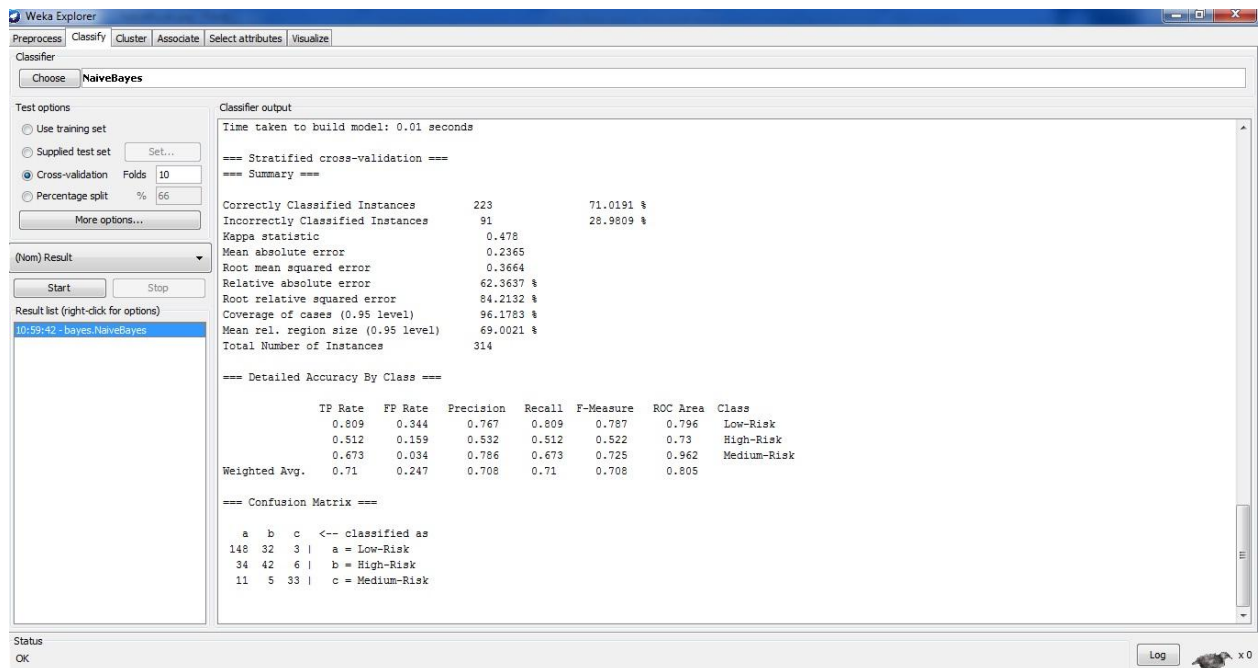 Weka Explorer
Preprocess Classify Cluster Associate Select attributes Visualize
Classifier
Choose NaiveBayes
Test options
Use training set
Supplied test set Set...
Cross-validation Folds 10
Percentage split % 66
More options...
(Nom) Result
Start Stop
Result list (right-click for options)
10:59:42 - bayes.NaiveBayes
Classifier output
Time taken to build model: 0.01 seconds
=== Stratified cross-validation ===
=== Summary ===
Correctly Classified Instances 223 71.0191 %
Incorrectly Classified Instances 91 28.9809 %
Kappa statistic 0.478
Mean absolute error 0.2365
Root mean squared error 0.3664
Relative absolute error 62.3637 %
Root relative squared error 84.2132 %
Coverage of cases (0.95 level) 96.1783 %
Mean rel. region size (0.95 level) 69.0021 %
Total Number of Instances 314
=== Detailed Accuracy By Class ===
TP Rate FP Rate Precision Recall F-Measure ROC Area Class
0.809 0.344 0.767 0.809 0.787 0.796 Low-Risk
0.512 0.159 0.532 0.512 0.522 0.73 High-Risk
0.673 0.034 0.786 0.673 0.725 0.962 Medium-Risk
Weighted Avg. 0.71 0.247 0.708 0.71 0.708 0.805
=== Confusion Matrix ===
a b c <-- classified as
148 32 3 | a = Low-Risk
34 42 6 | b = High-Risk
11 5 33 | c = Medium-Risk
Status
OK
Log x 0